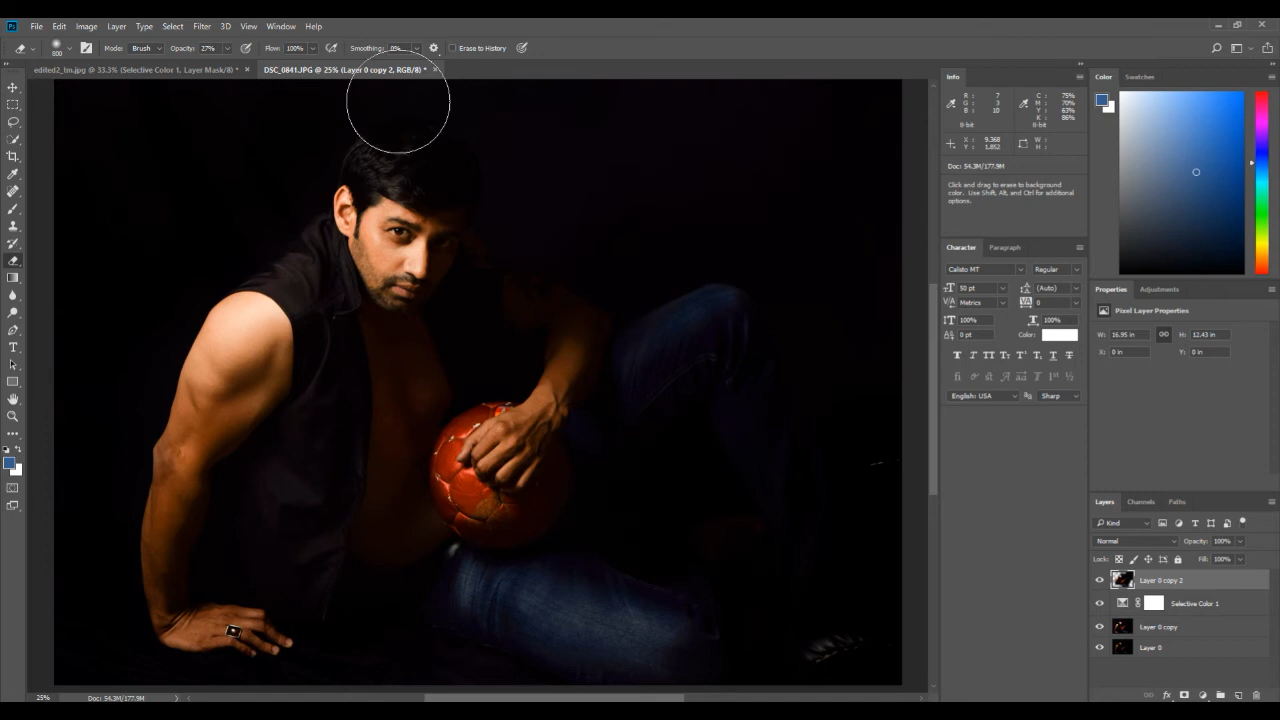 Ps File Edit Image Layer Type Select Filter 3D View Window Help
800 Mode: Brush Opacity: 27% Flow: 100% Smoothing: 0% Erase to History
edited2_tm.jpg @ 33.3% (Selective Color 1, Layer Mask/8) * × DSC_0841.JPG @ 25% (Layer 0 copy 2, RGB/8) * ×
Info
R: 7 C: 75%
G: 3 M: 70%
B: 10 Y: 63%
K: 86%
8-bit 8-bit
X: 9.368 W:
Y: 1.852 H:
Doc: 54.3M/177.9M
Click and drag to erase to background
color. Use Shift, Alt, and Ctrl for additional
options.
Character Paragraph
Calisto MT Regular
50 pt (Auto)
Metrics 0
100% 100%
0 pt Color:
English: USA Sharp
Color Swatches
Properties Adjustments
Pixel Layer Properties
W: 16.95 in H: 12.43 in
X: 0 in Y: 0 in
Layers Channels Paths
Kind
Normal Opacity: 100%
Lock: Fill: 100%
Layer 0 copy 2
Selective Color 1
Layer 0 copy
Layer 0
25% Doc: 54.3M/177.9M